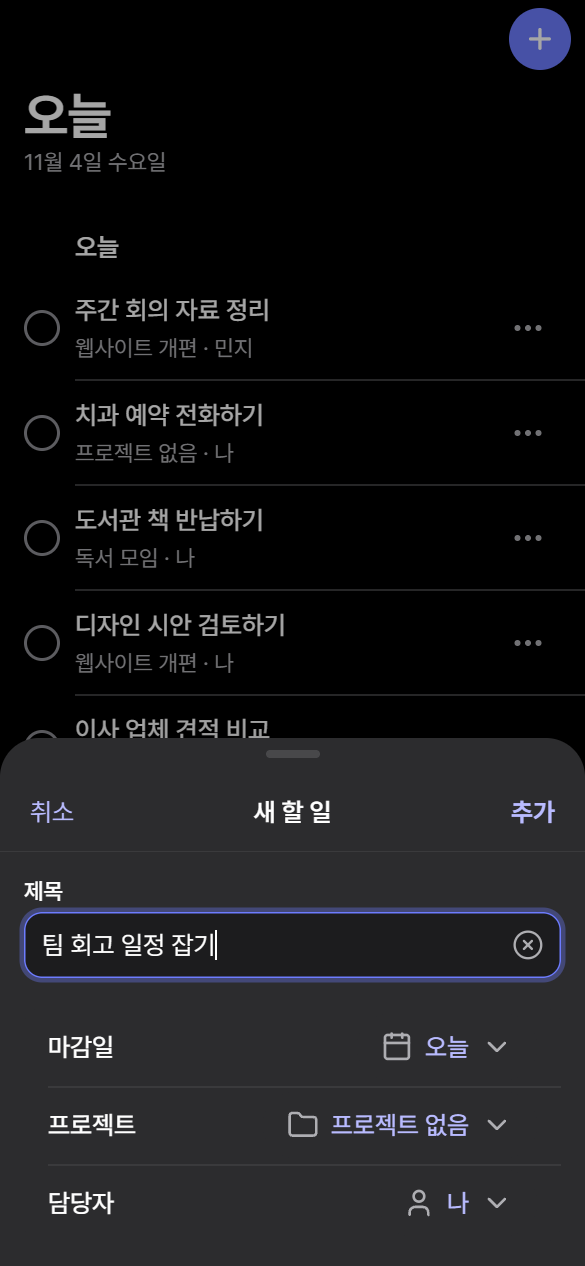 오늘
11월 4일 수요일
오늘
주간 회의 자료 정리
웹사이트 개편 · 민지
치과 예약 전화하기
프로젝트 없음 · 나
도서관 책 반납하기
독서 모임 · 나
디자인 시안 검토하기
웹사이트 개편 · 나
이사 업체 견적 비교
취소 새 할 일 추가
제목
팀 회고 일정 잡기
마감일 오늘
프로젝트 프로젝트 없음
담당자 나